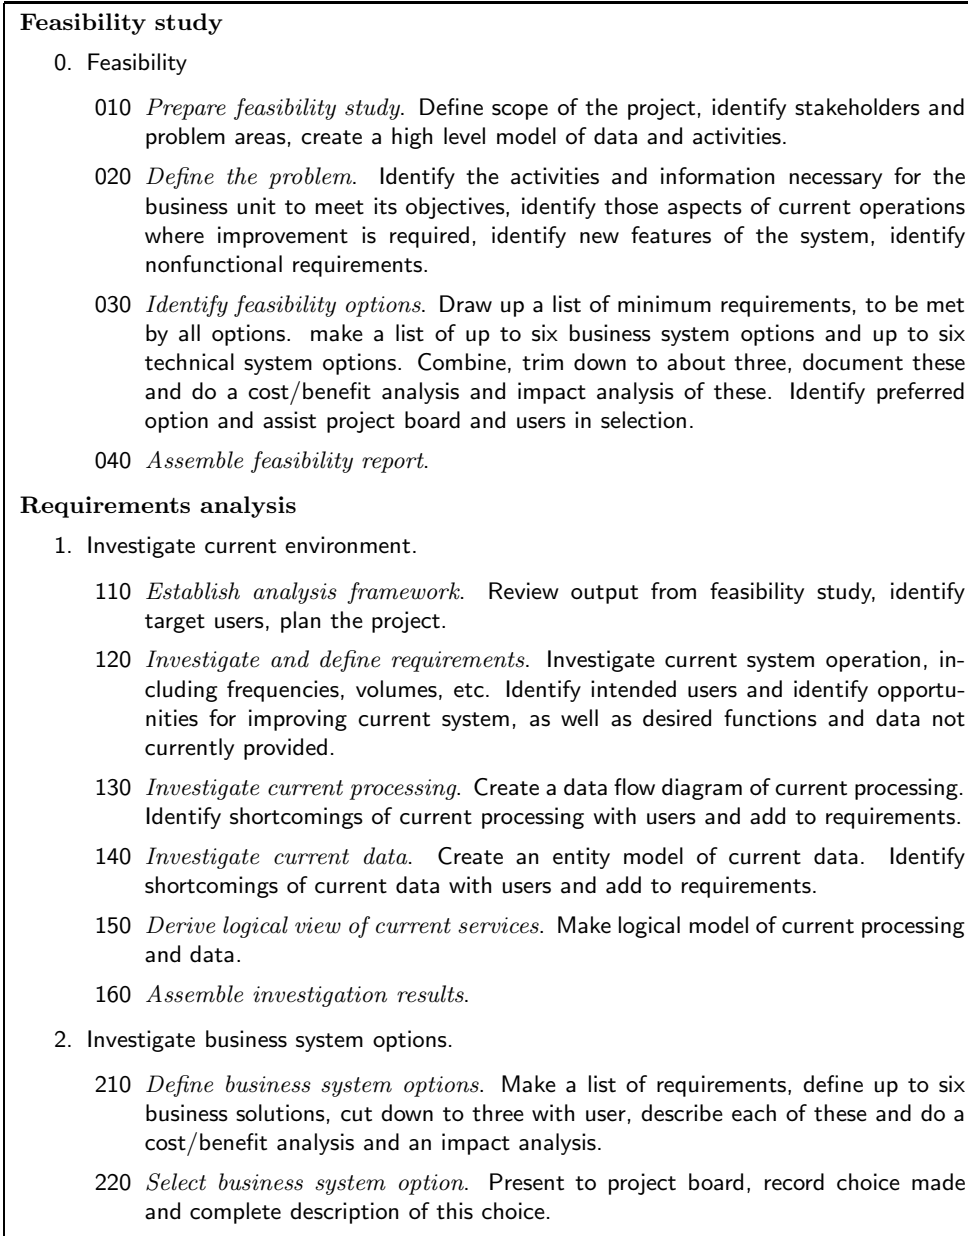 Feasibility study
0. Feasibility
010 Prepare feasibility study. Define scope of the project, identify stakeholders and
problem areas, create a high level model of data and activities.
020 Define the problem. Identify the activities and information necessary for the
business unit to meet its objectives, identify those aspects of current operations
where improvement is required, identify new features of the system, identify
nonfunctional requirements.
030 Identify feasibility options. Draw up a list of minimum requirements, to be met
by all options. make a list of up to six business system options and up to six
technical system options. Combine, trim down to about three, document these
and do a cost/benefit analysis and impact analysis of these. Identify preferred
option and assist project board and users in selection.
040 Assemble feasibility report.
Requirements analysis
1. Investigate current environment.
110 Establish analysis framework. Review output from feasibility study, identify
target users, plan the project.
120 Investigate and define requirements. Investigate current system operation, in-
cluding frequencies, volumes, etc. Identify intended users and identify opportu-
nities for improving current system, as well as desired functions and data not
currently provided.
130 Investigate current processing. Create a data flow diagram of current processing.
Identify shortcomings of current processing with users and add to requirements.
140 Investigate current data. Create an entity model of current data. Identify
shortcomings of current data with users and add to requirements.
150 Derive logical view of current services. Make logical model of current processing
and data.
160 Assemble investigation results.
2. Investigate business system options.
210 Define business system options. Make a list of requirements, define up to six
business solutions, cut down to three with user, describe each of these and do a
cost/benefit analysis and an impact analysis.
220 Select business system option. Present to project board, record choice made
and complete description of this choice.